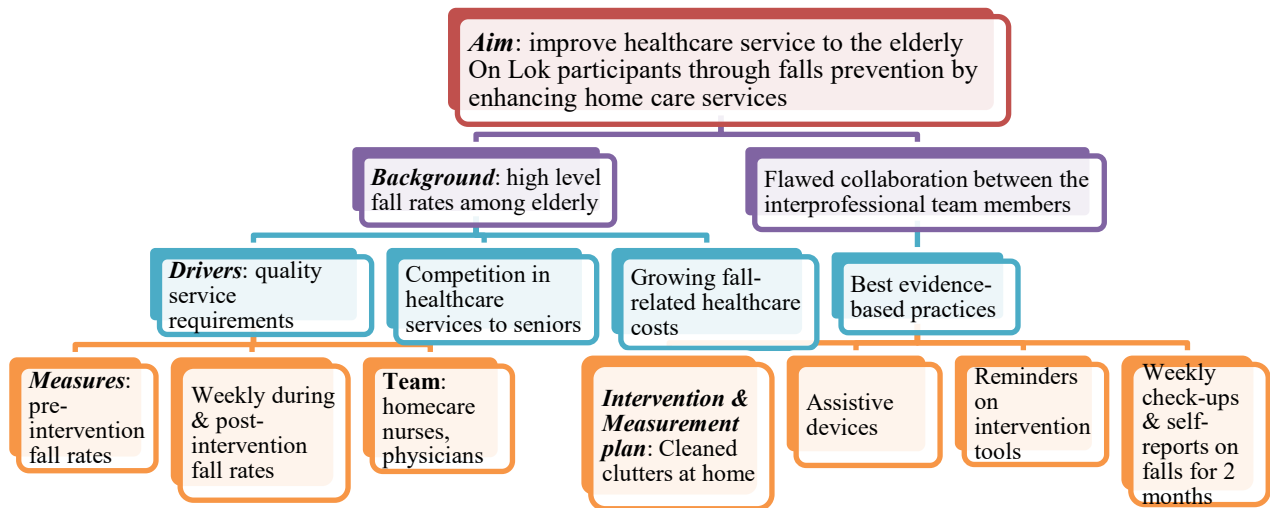 Aim: improve healthcare service to the elderly
On Lok participants through falls prevention by
enhancing home care services
Background: high level
fall rates among elderly
Flawed collaboration between the
interprofessional team members
Drivers: quality
service
requirements
Competition in
healthcare
services to seniors
Growing fall-
related healthcare
costs
Best evidence-
based practices
Measures:
pre-
intervention
fall rates
Weekly during
& post-
intervention
fall rates
Team:
homecare
nurses,
physicians
Intervention &
Measurement
plan: Cleaned
clutters at home
Assistive
devices
Reminders
on
intervention
tools
Weekly
check-ups
& self-
reports on
falls for 2
months